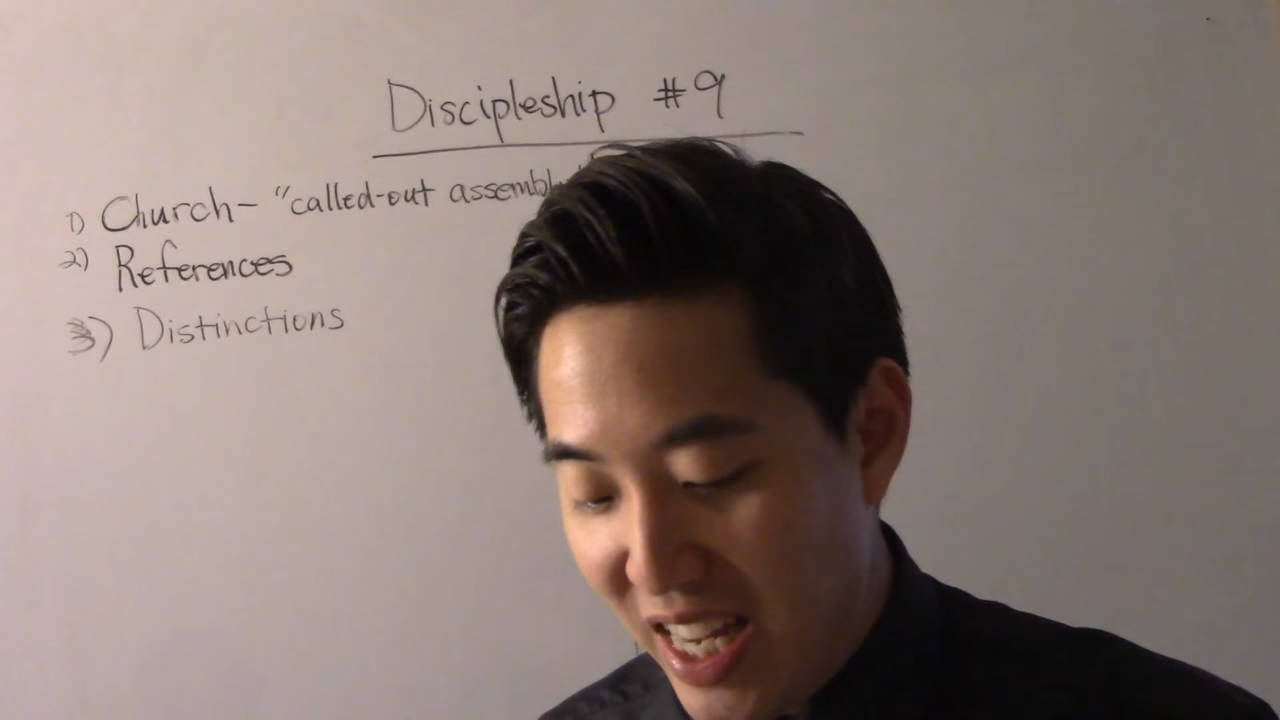 Discipleship #9
1) Church- "called-out
2) References
3) Distinctions